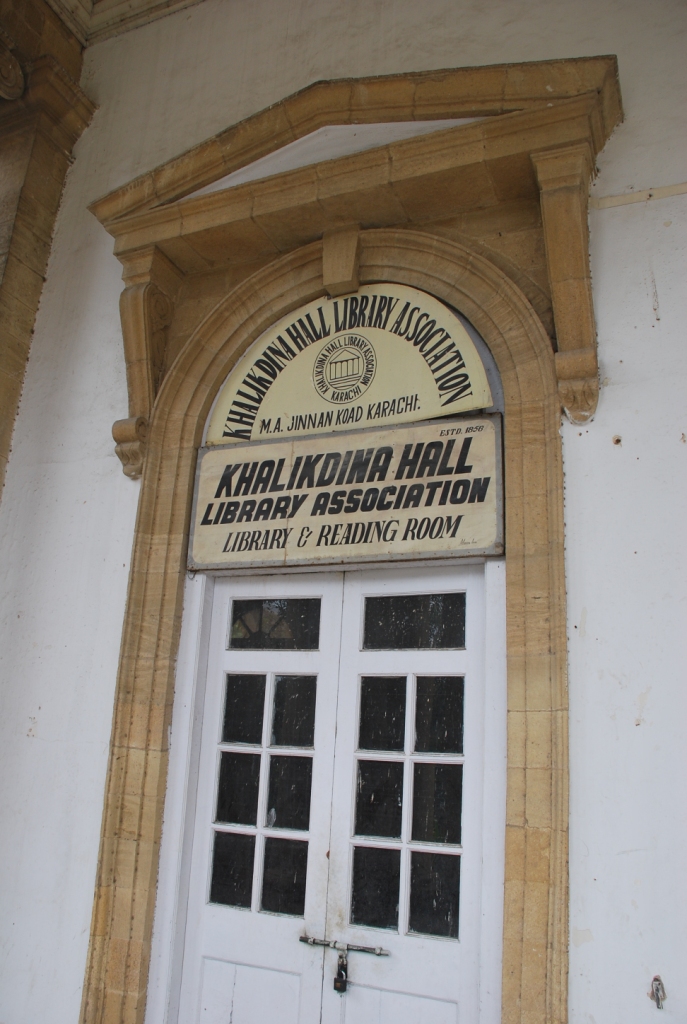 KHALIKDINA HALL LIBRARY ASSOCIATION
KHALIKDINA HALL LIBRARY ASSOCIATION
KARACHI
M.A. JINNAN ROAD KARACHI.
ESTD. 1856
KHALIKDINA HALL
LIBRARY ASSOCIATION
LIBRARY & READING ROOM